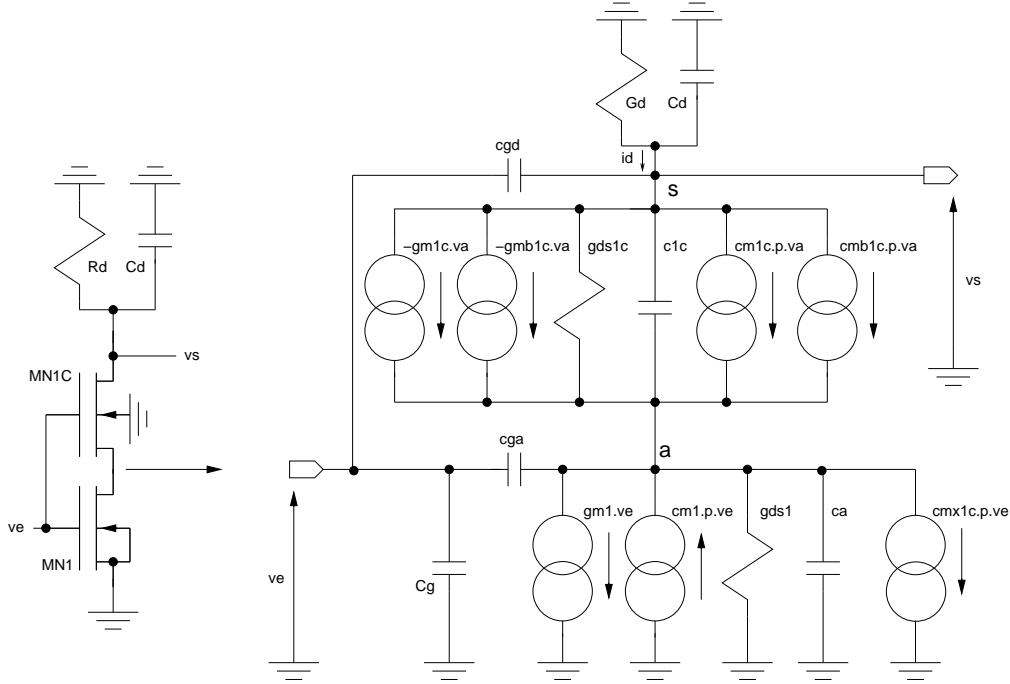 Gd
Cd
cgd
id
s
Rd
Cd
–gm1c.va
–gmb1c.va
gds1c
c1c
cm1c.p.va
cmb1c.p.va
vs
vs
MN1C
cga
a
ve
MN1
gm1.ve
cm1.p.ve
gds1
ca
cmx1c.p.ve
ve
Cg